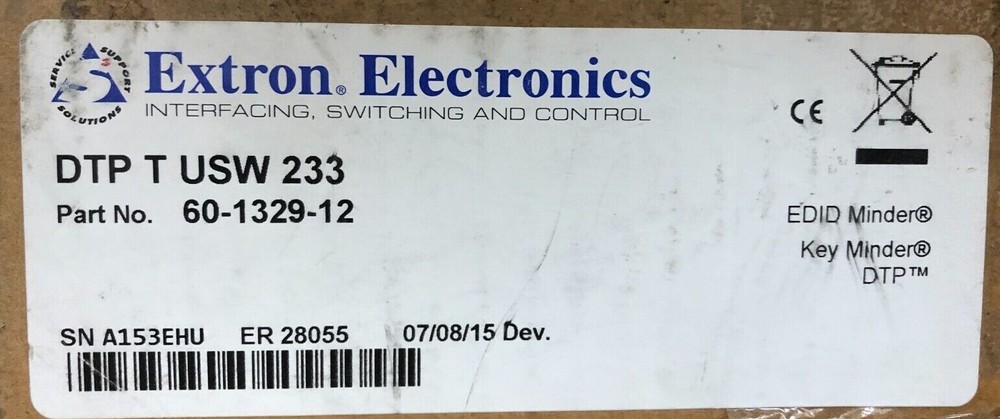 SERVICE SUPPORT SOLUTIONS
S3
Extron® Electronics
INTERFACING, SWITCHING AND CONTROL
CE
DTP T USW 233
Part No. 60-1329-12
EDID Minder®
Key Minder®
DTP™
SN A153EHU ER 28055 07/08/15 Dev.